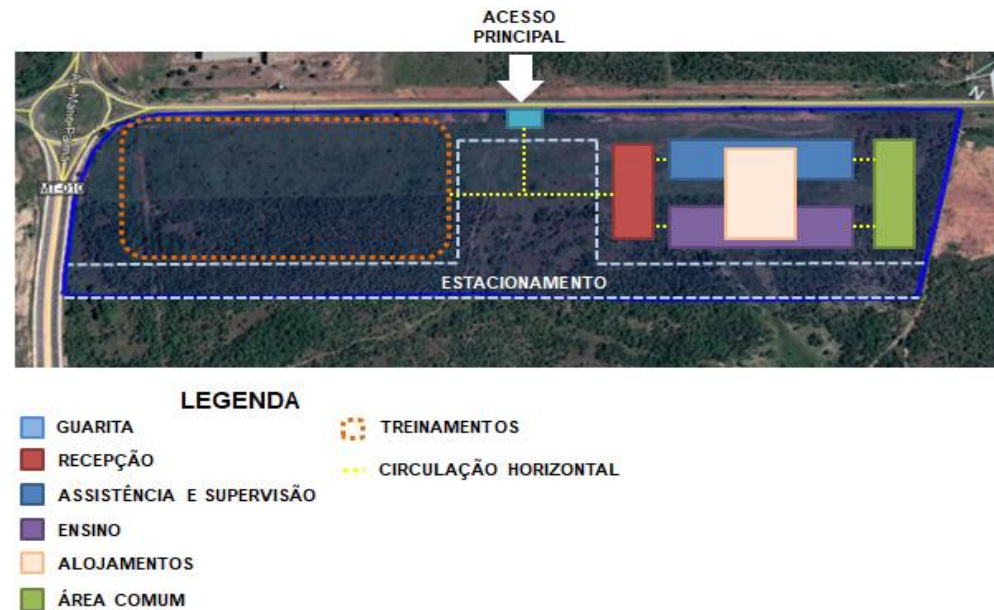 ACESSO
PRINCIPAL
N
MT-010
ESTACIONAMENTO
LEGENDA
GUARITA
RECEPÇÃO
ASSISTÊNCIA E SUPERVISÃO
ENSINO
ALOJAMENTOS
ÁREA COMUM
TREINAMENTOS
CIRCULAÇÃO HORIZONTAL